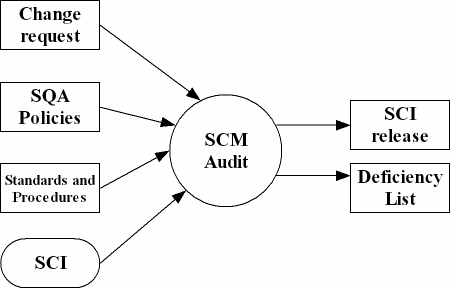 Change
request
SQA
Policies
Standards and
Procedures
SCI
SCM
Audit
SCI
release
Deficiency
List